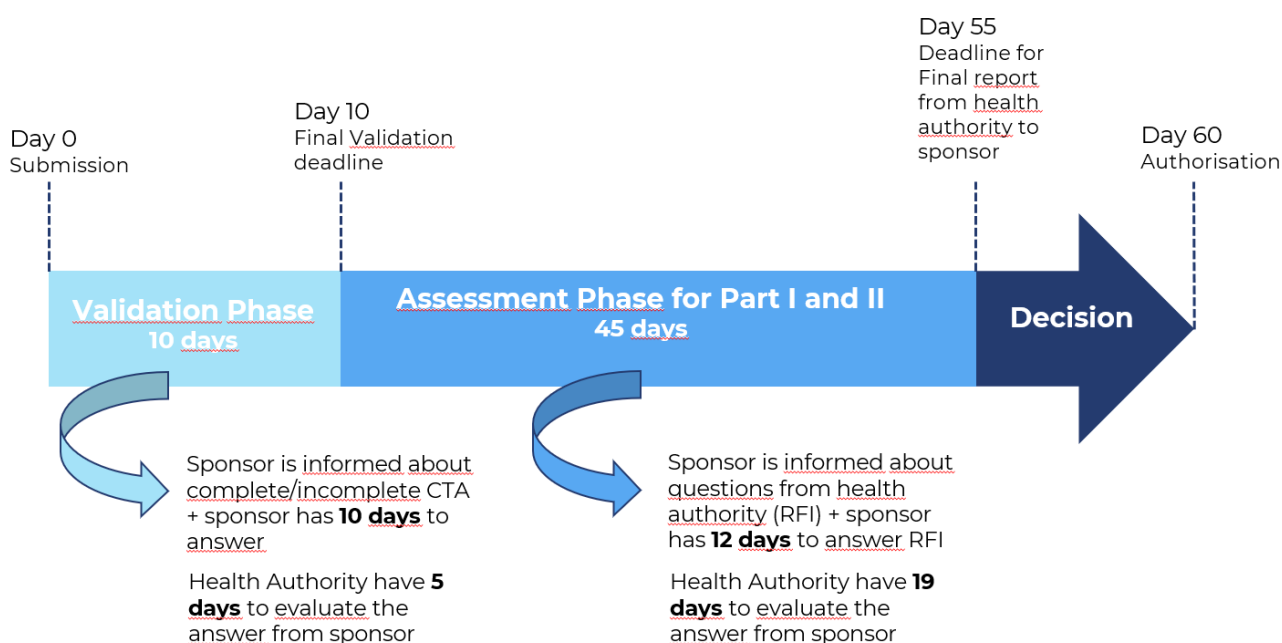 Day 0
Submission
Day 10
Final Validation
deadline
Day 55
Deadline for
Final report
from health
authority to
sponsor
Day 60
Authorisation
Validation Phase
10 days
Assessment Phase for Part I and II
45 days
Decision
Sponsor is informed about
complete/incomplete CTA
+ sponsor has 10 days to
answer
Health Authority have 5
days to evaluate the
answer from sponsor
Sponsor is informed about
questions from health
authority (RFI) + sponsor
has 12 days to answer RFI
Health Authority have 19
days to evaluate the
answer from sponsor